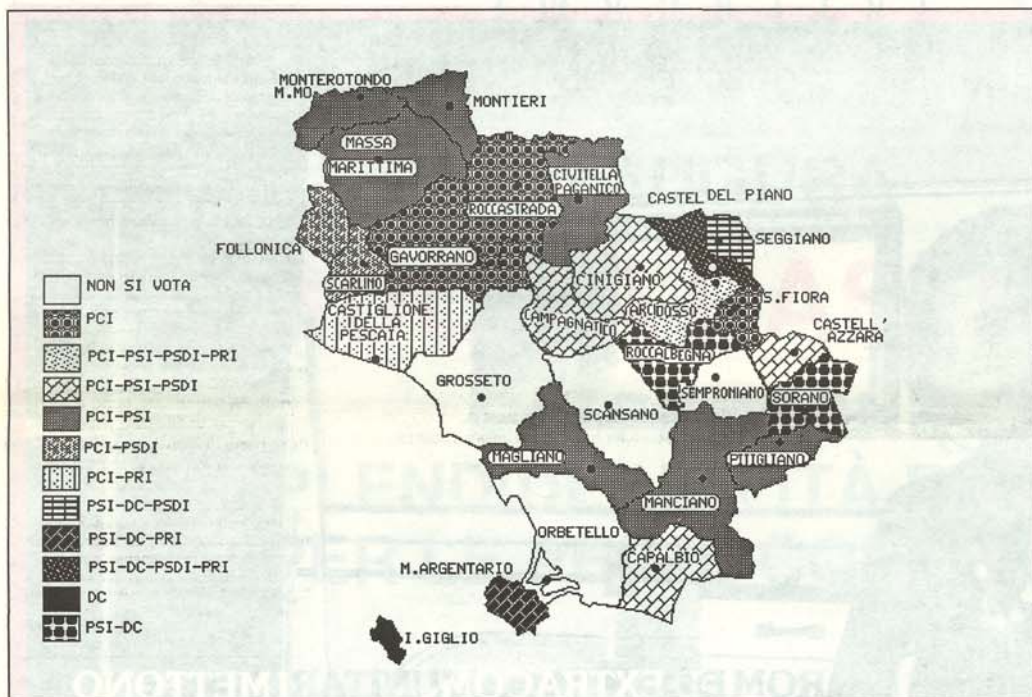 MONTEROTONDO
M.MO
MONTIERI
MASSA
MARITTIMA
CIVITELLA
PAGANICO
ROCCASTRADA
CASTEL DEL PIANO
FOLLONICA
SEGGIANO
GAVORRANO
CINIGIANO
SCARLINO
S.FIORA
CASTIGLIONE
DELLA
PESCAIA
ARCIDOSSO
CAMPAGNATICO
CASTELL'
AZZARA
ROCCALBEGNA
GROSSETO
SEMPRONIANO
SORANO
SCANSANO
MAGLIANO
PITIGLIANO
MANCIANO
ORBETELLO
CAPALBIO
M.ARGENTARIO
I.GIGLIO
NON SI VOTA
PCI
PCI-PSI-PSDI-PRI
PCI-PSI-PSDI
PCI-PSI
PCI-PSDI
PCI-PRI
PSI-DC-PSDI
PSI-DC-PRI
PSI-DC-PSDI-PRI
DC
PSI-DC